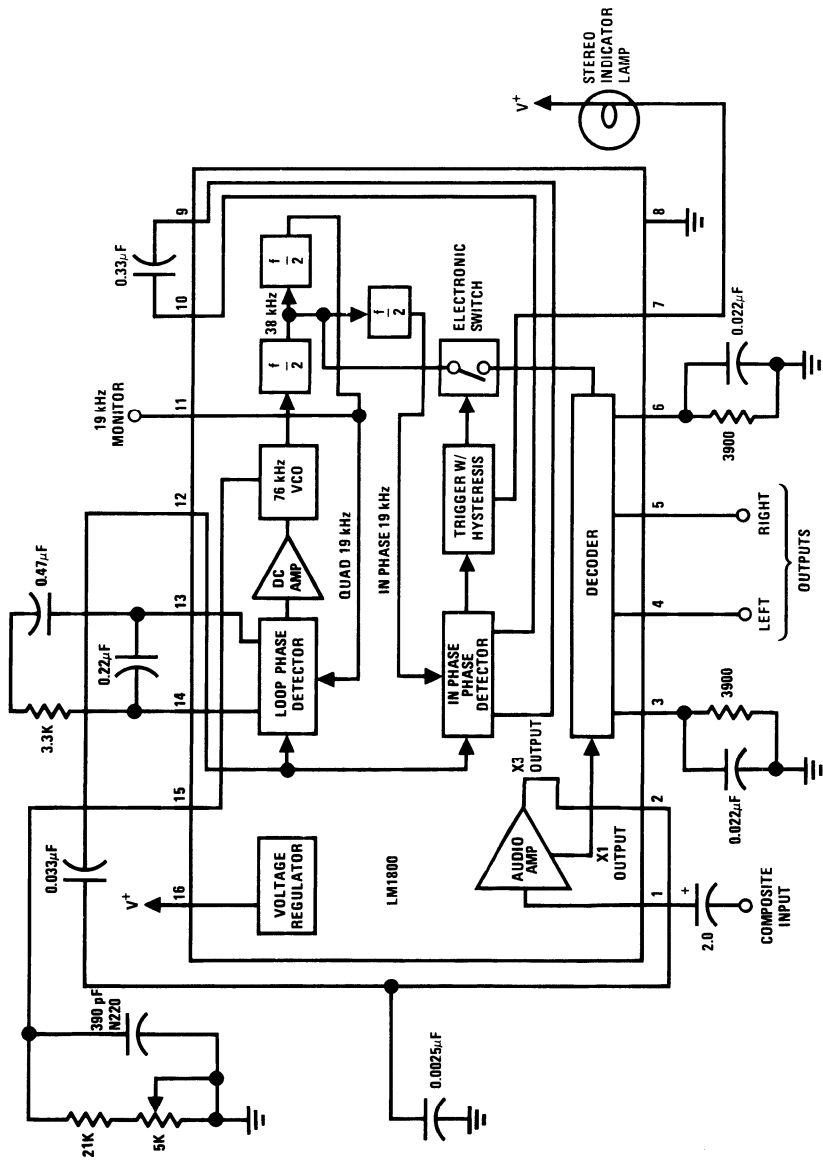 STEREO
INDICATOR
LAMP
V+
0.33µF
10
9
8
7
f
2
38 kHz
f
2
f
2
ELECTRONIC
SWITCH
0.022µF
3900
6
19 kHz
MONITOR
11
12
76 kHz
VCO
DC
AMP
QUAD 19 kHz
IN PHASE 19 kHz
TRIGGER W/
HYSTERESIS
DECODER
5
RIGHT
OUTPUTS
4
LEFT
0.47µF
13
0.22µF
14
3.3K
LOOP PHASE
DETECTOR
IN PHASE
PHASE
DETECTOR
3
3900
0.022µF
X3
OUTPUT
2
15
0.033µF
V+
16
VOLTAGE
REGULATOR
LM1800
AUDIO
AMP
X1
OUTPUT
1
+
2.0
COMPOSITE
INPUT
390 pF
N220
21K
5K
0.0025µF